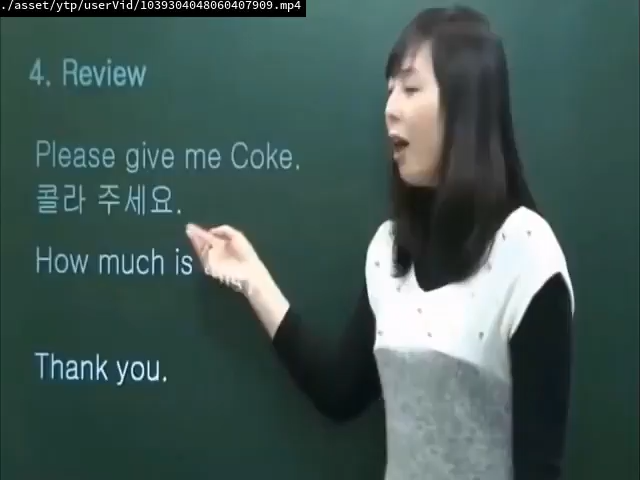 ./asset/ytp/userVid/1039304048060407909.mp4
4. Review
Please give me Coke.
콜라 주세요.
How much is
Thank you.